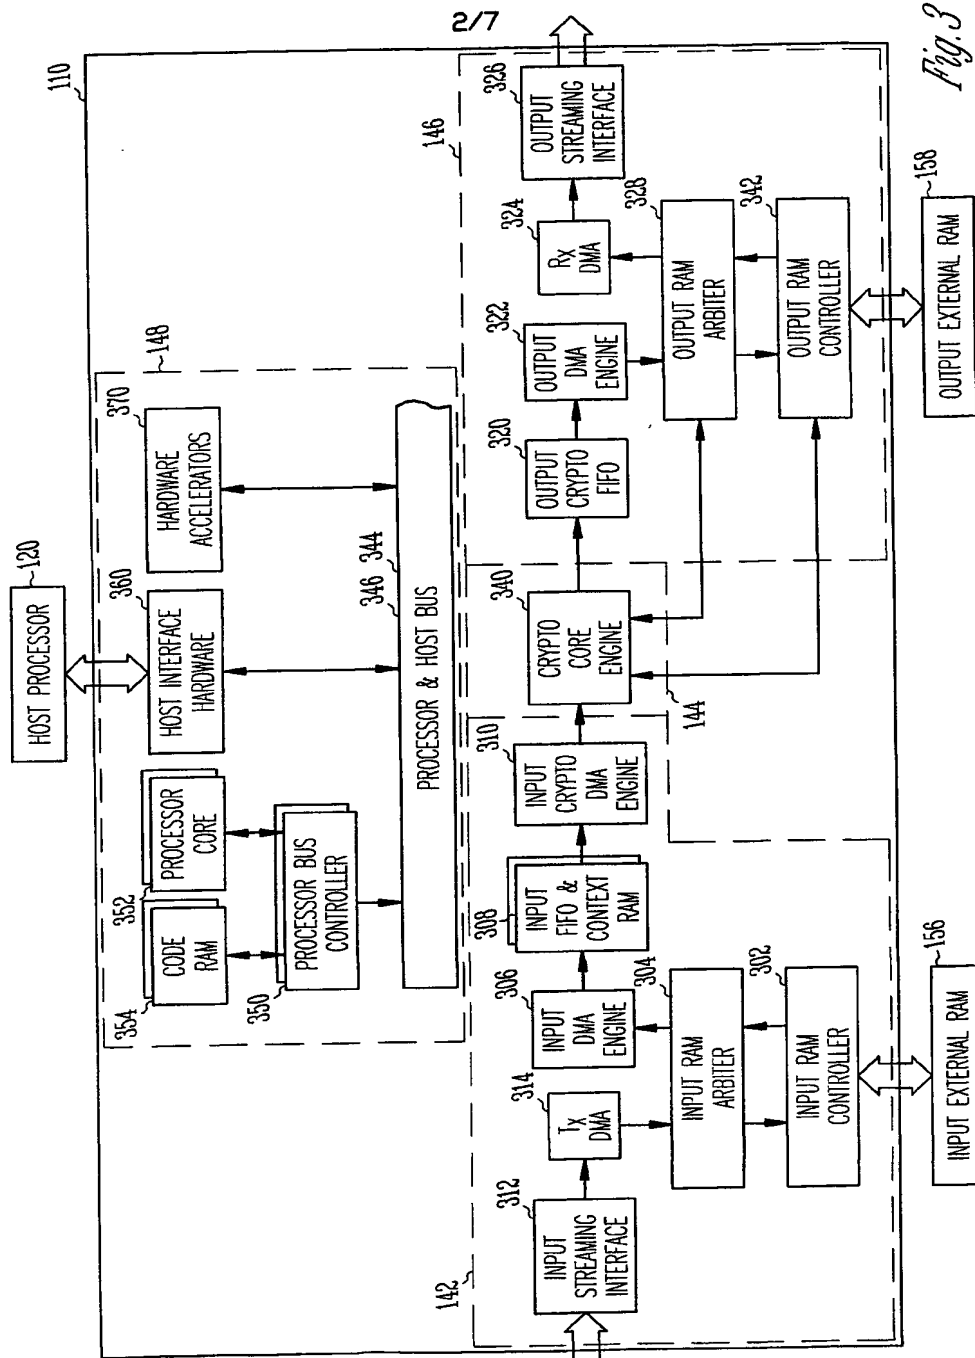 2/7
110
HOST PROCESSOR
120
148
354
CODE
RAM
352
PROCESSOR
CORE
360
HOST INTERFACE
HARDWARE
370
HARDWARE
ACCELERATORS
350
PROCESSOR BUS
CONTROLLER
346
344
PROCESSOR & HOST BUS
142
312
INPUT
STREAMING
INTERFACE
314
Tx
DMA
306
INPUT
DMA
ENGINE
308
INPUT
FIFO &
CONTEXT
RAM
310
INPUT
CRYPTO
DMA
ENGINE
340
CRYPTO
CORE
ENGINE
144
320
OUTPUT
CRYPTO
FIFO
322
OUTPUT
DMA
ENGINE
324
Rx
DMA
326
OUTPUT
STREAMING
INTERFACE
146
304
INPUT RAM
ARBITER
302
INPUT RAM
CONTROLLER
328
OUTPUT RAM
ARBITER
342
OUTPUT RAM
CONTROLLER
156
INPUT EXTERNAL RAM
158
OUTPUT EXTERNAL RAM
Fig. 3